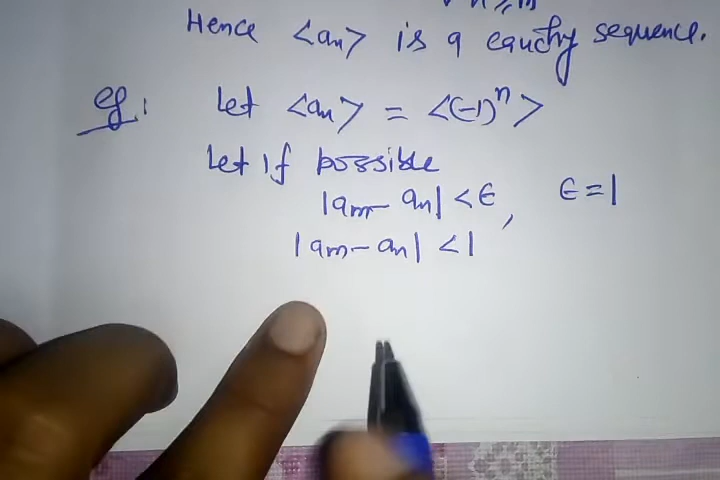 Hence <an> is a cauchy sequence.
eg: Let <an> = <(-1)^n>
Let if possible
|am - an| < ϵ, ϵ = 1
|am - an| < 1